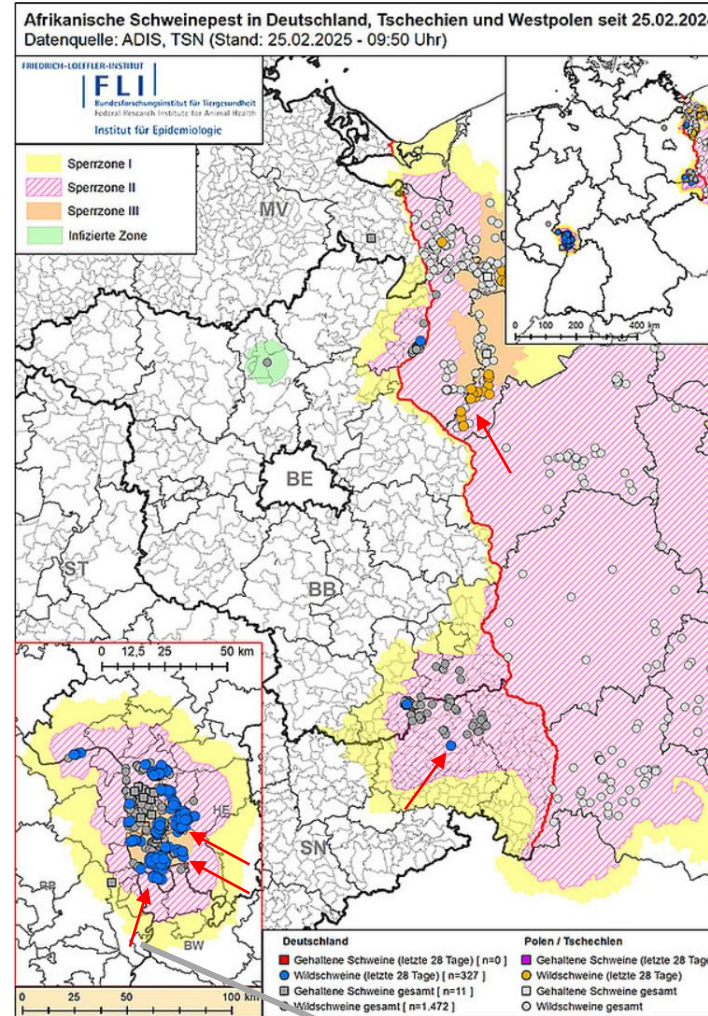 Afrikanische Schweinepest in Deutschland, Tschechien und Westpolen seit 25.02.2024
Datenquelle: ADIS, TSN (Stand: 25.02.2025 - 09:50 Uhr)
FRIEDRICH-LOEFFLER-INSTITUT
FLI
Bundesforschungsinstitut für Tiergesundheit
Federal Research Institute for Animal Health
Institut für Epidemiologie
Sperrzone I
Sperrzone II
Sperrzone III
Infizierte Zone
MV
0 100 200 400 km
BE
ST
BB
0 12,5 25 50 km
HE
SN
RP
BW
0 25 50 100 km
Deutschland
Gehaltene Schweine (letzte 28 Tage) [ n=0 ]
Wildschweine (letzte 28 Tage) [ n=327 ]
Gehaltene Schweine gesamt [ n=11 ]
Wildschweine gesamt [ n=1.472 ]
Polen / Tschechien
Gehaltene Schweine (letzte 28 Tage)
Wildschweine (letzte 28 Tage)
Gehaltene Schweine gesamt
Wildschweine gesamt